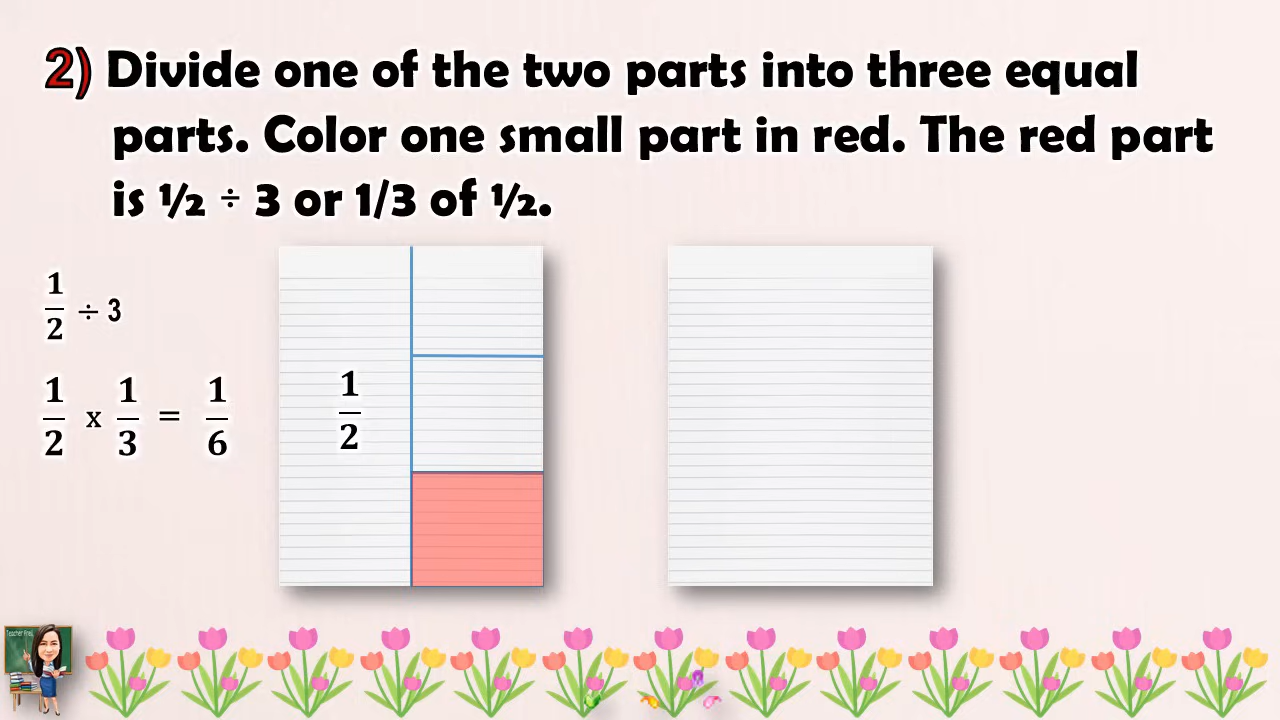 2) Divide one of the two parts into three equal
parts. Color one small part in red. The red part
is ½ ÷ 3 or 1/3 of ½.
1/2 ÷ 3
1/2 x 1/3 = 1/6
1/2